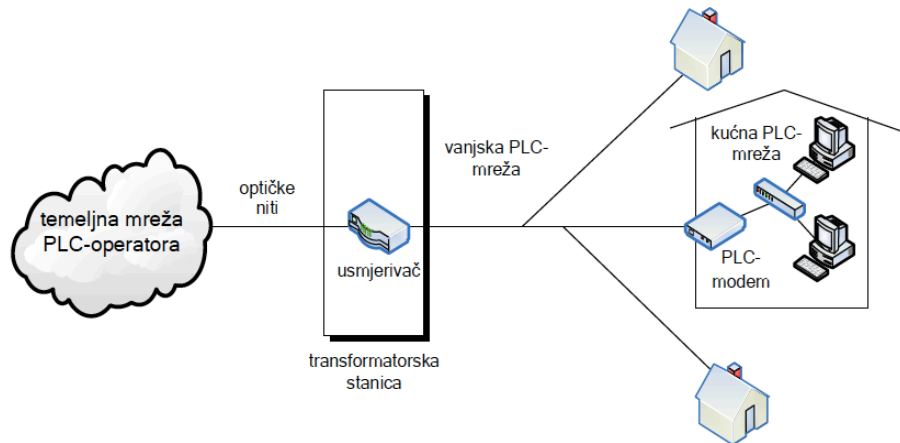 temeljna mreža
PLC-operatora
optičke
niti
usmjerivač
transformatorska
stanica
vanjska PLC-
mreža
kućna PLC-
mreža
PLC-
modem